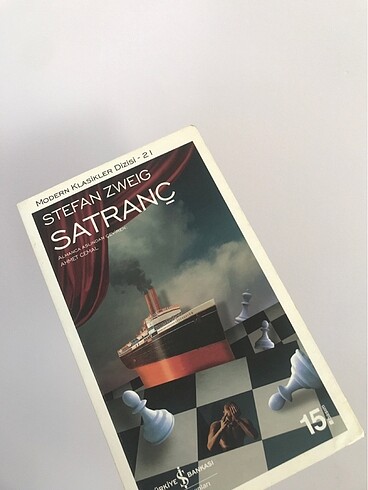 MODERN KLASİKLER DİZİSİ - 21
STEFAN ZWEIG
SATRANÇ
ALMANCA ASLINDAN ÇEVİREN:
AHMET CEMAL
15
TÜRKİYE İŞ BANKASI